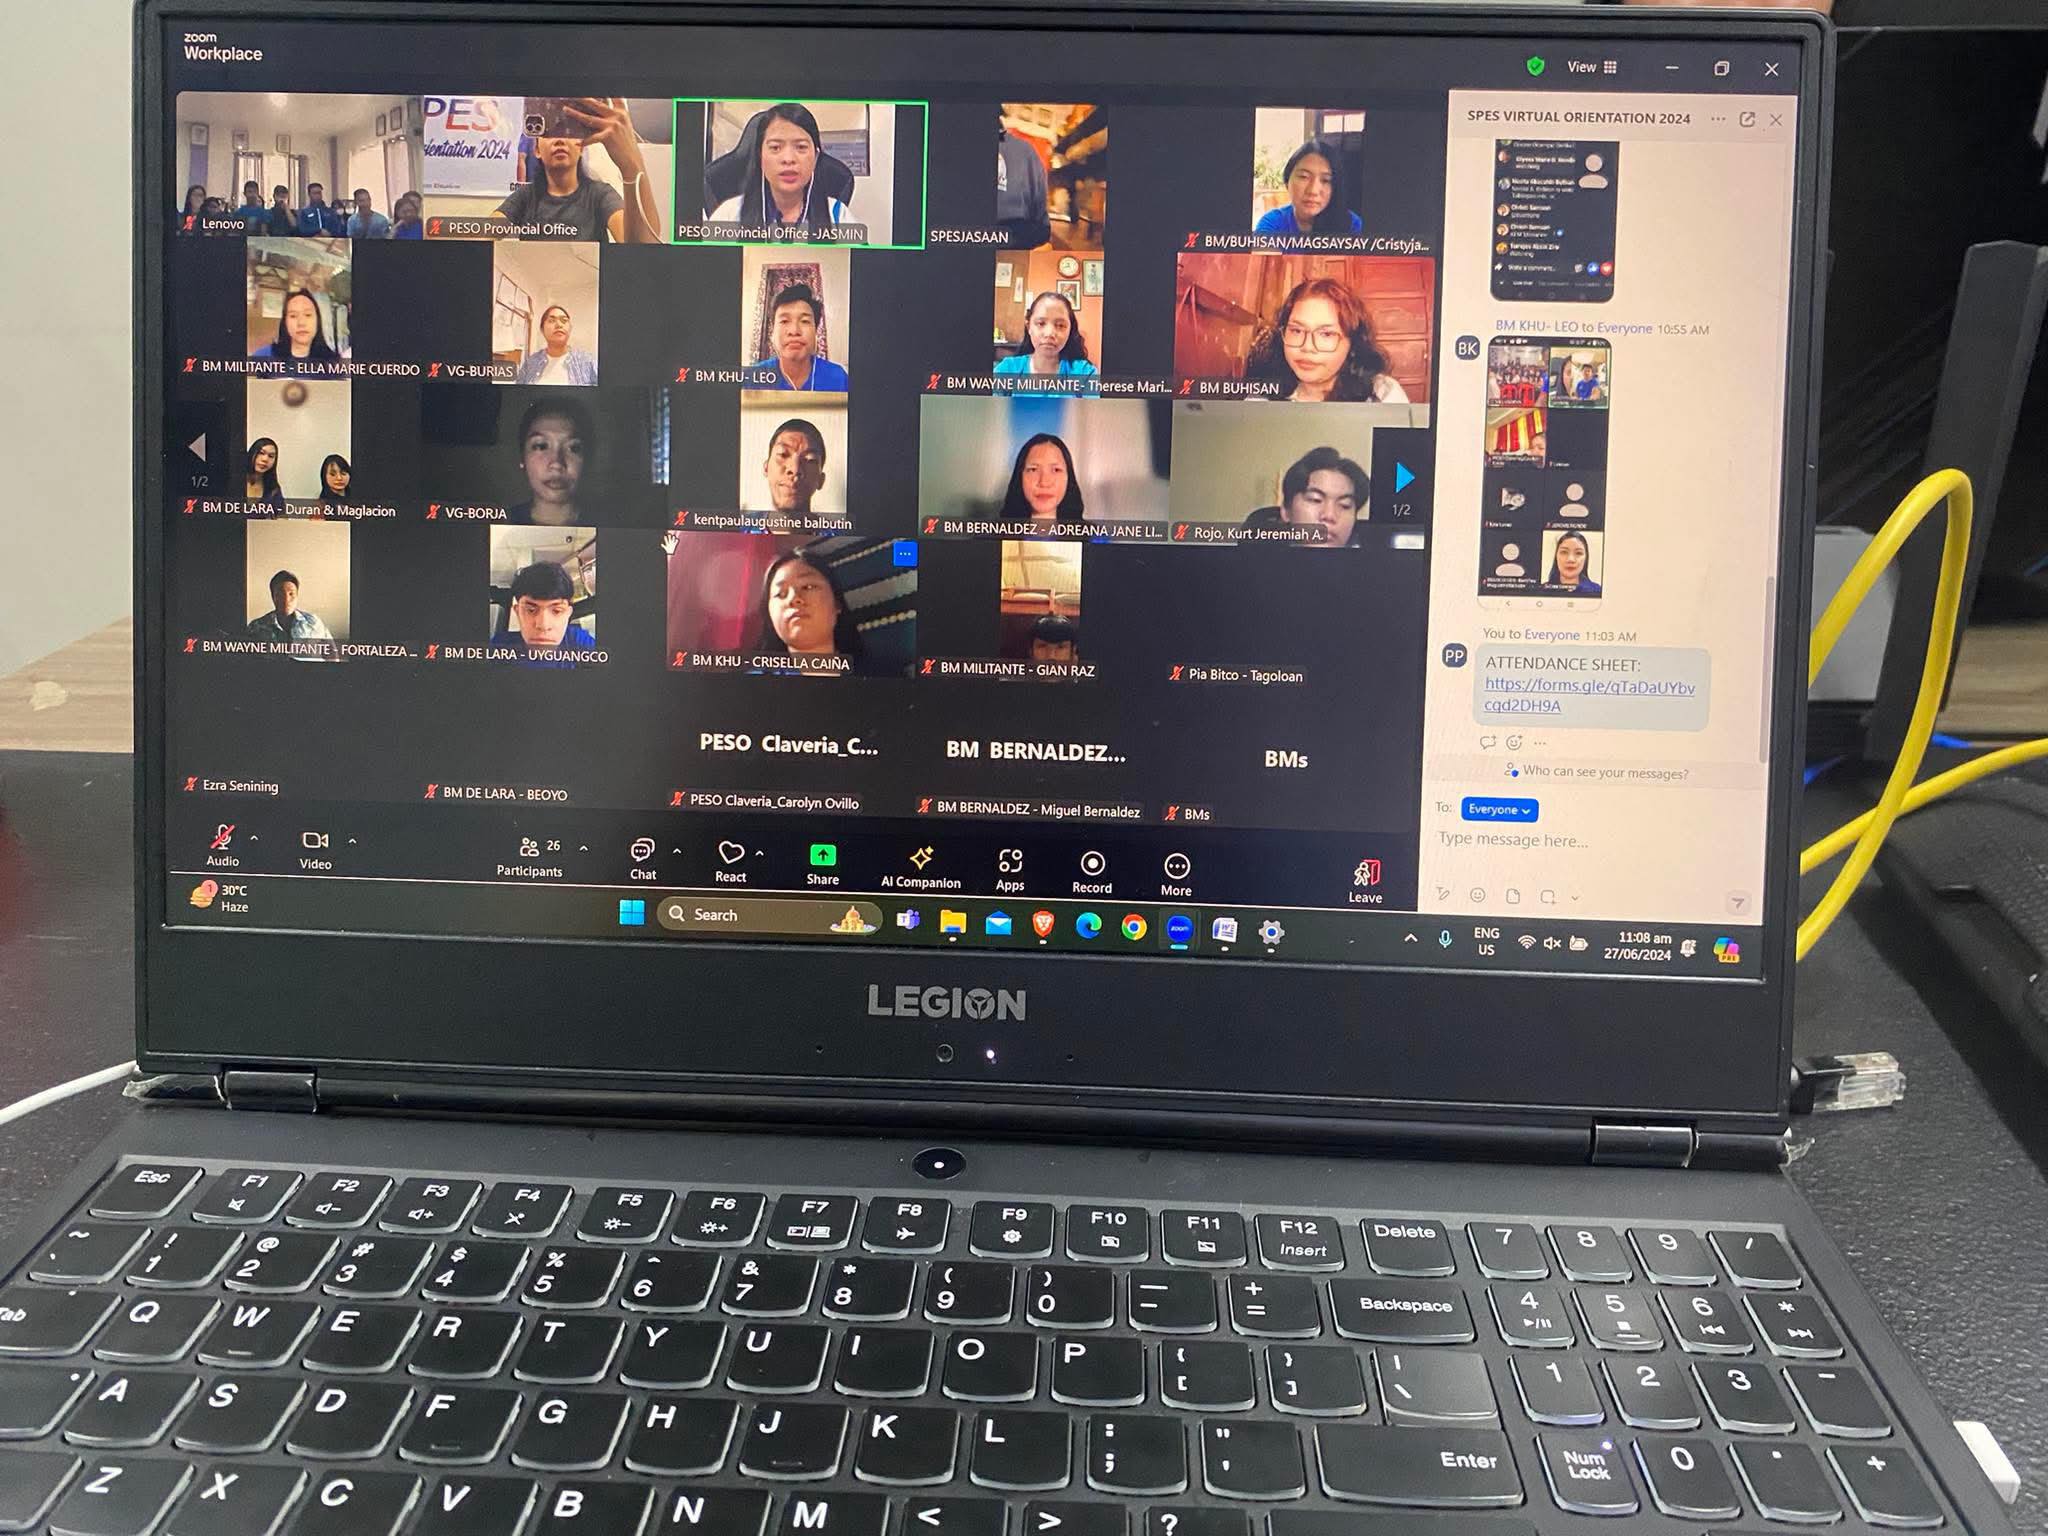 zoom
Workplace
View
SPES VIRTUAL ORIENTATION 2024
PES
ientation 2024
Lenovo
PESO Provincial Office
PESO Provincial Office -JASMIN
SPESJASAAN
BM/BUHISAN/MAGSAYSAY /Cristyja...
BM MILITANTE - ELLA MARIE CUERDO
VG-BURIAS
BM KHU- LEO
BM WAYNE MILITANTE- Therese Mari...
BM BUHISAN
1/2
BM DE LARA - Duran & Maglacion
VG-BORJA
kentpaulaugustine balbutin
BM BERNALDEZ - ADREANA JANE LI...
Rojo, Kurt Jeremiah A.
1/2
BM WAYNE MILITANTE - FORTALEZA ...
BM DE LARA - UYGUANGCO
BM KHU - CRISELLA CAIÑA
BM MILITANTE - GIAN RAZ
Pia Bitco - Tagoloan
PESO Claveria_C...
BM BERNALDEZ...
BMs
Ezra Senining
BM DE LARA - BEOYO
PESO Claveria_Carolyn Ovillo
BM BERNALDEZ - Miguel Bernaldez
BMs
BM KHU- LEO to Everyone 10:55 AM
BK
You to Everyone 11:03 AM
PP
ATTENDANCE SHEET:
https://forms.gle/qTaDaUYbv
cqd2DH9A
Who can see your messages?
To: Everyone
Type message here...
Audio
Video
Participants 26
Chat
React
Share
AI Companion
Apps
Record
More
Leave
1
30°C
Haze
Search
zoom
ENG
US
11:08 am
27/06/2024
PRE
LEGION
Esc F1 F2 F3 F4 F5 F6 F7 F8 F9 F10 F11 F12 Insert Delete 7 8 9 /
~ ` ! 1 @ 2 # 3 $ 4 % 5 ^ 6 & 7 * 8 ( 9 ) 0 — - + = Backspace 4 5 6 *
Tab Q W E R T Y U I O P { [ } ] | \ 1 2 3 -
A S D F G H J K L : ; " ' Enter Num Lock 0 . +
Z X C V B N M < > ?